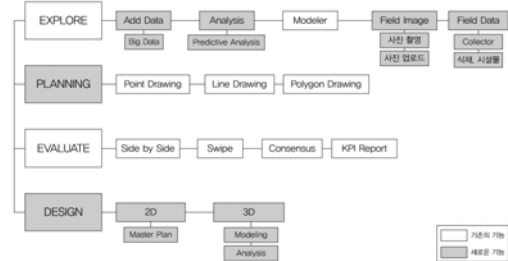 EXPLORE
Add Data
Big Data
Analysis
Predictive Analysis
Modeler
Field Image
사진 촬영
사진 업로드
Field Data
Collector
식재, 시설물
PLANNING
Point Drawing
Line Drawing
Polygon Drawing
EVALUATE
Side by Side
Swipe
Consensus
KPI Report
DESIGN
2D
Master Plan
3D
Modeling
Analysis
기존의 기능
새로운 기능